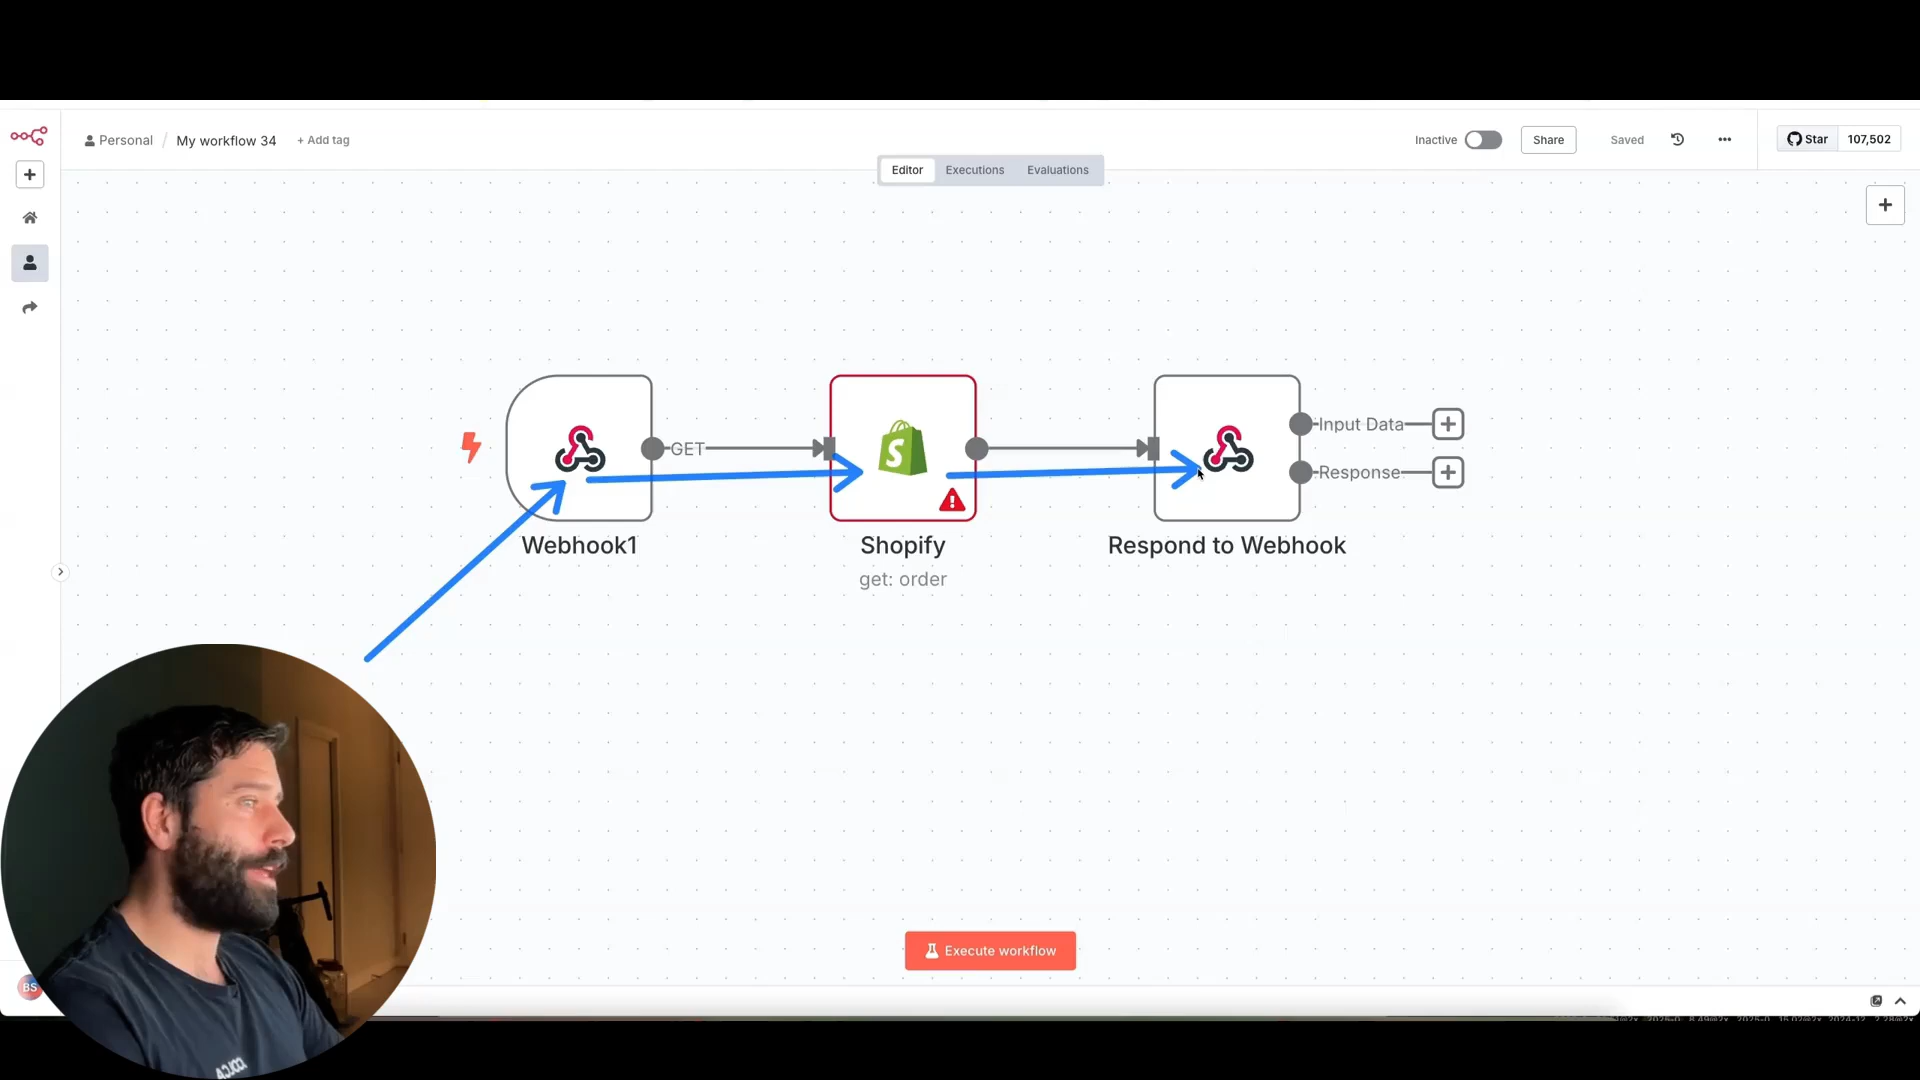 Personal / My workflow 34 + Add tag
Inactive Share Saved ••• Star 107,502
Editor Executions Evaluations
GET
Input Data
Response
Webhook1
Shopify
Respond to Webhook
get: order
Execute workflow
BS